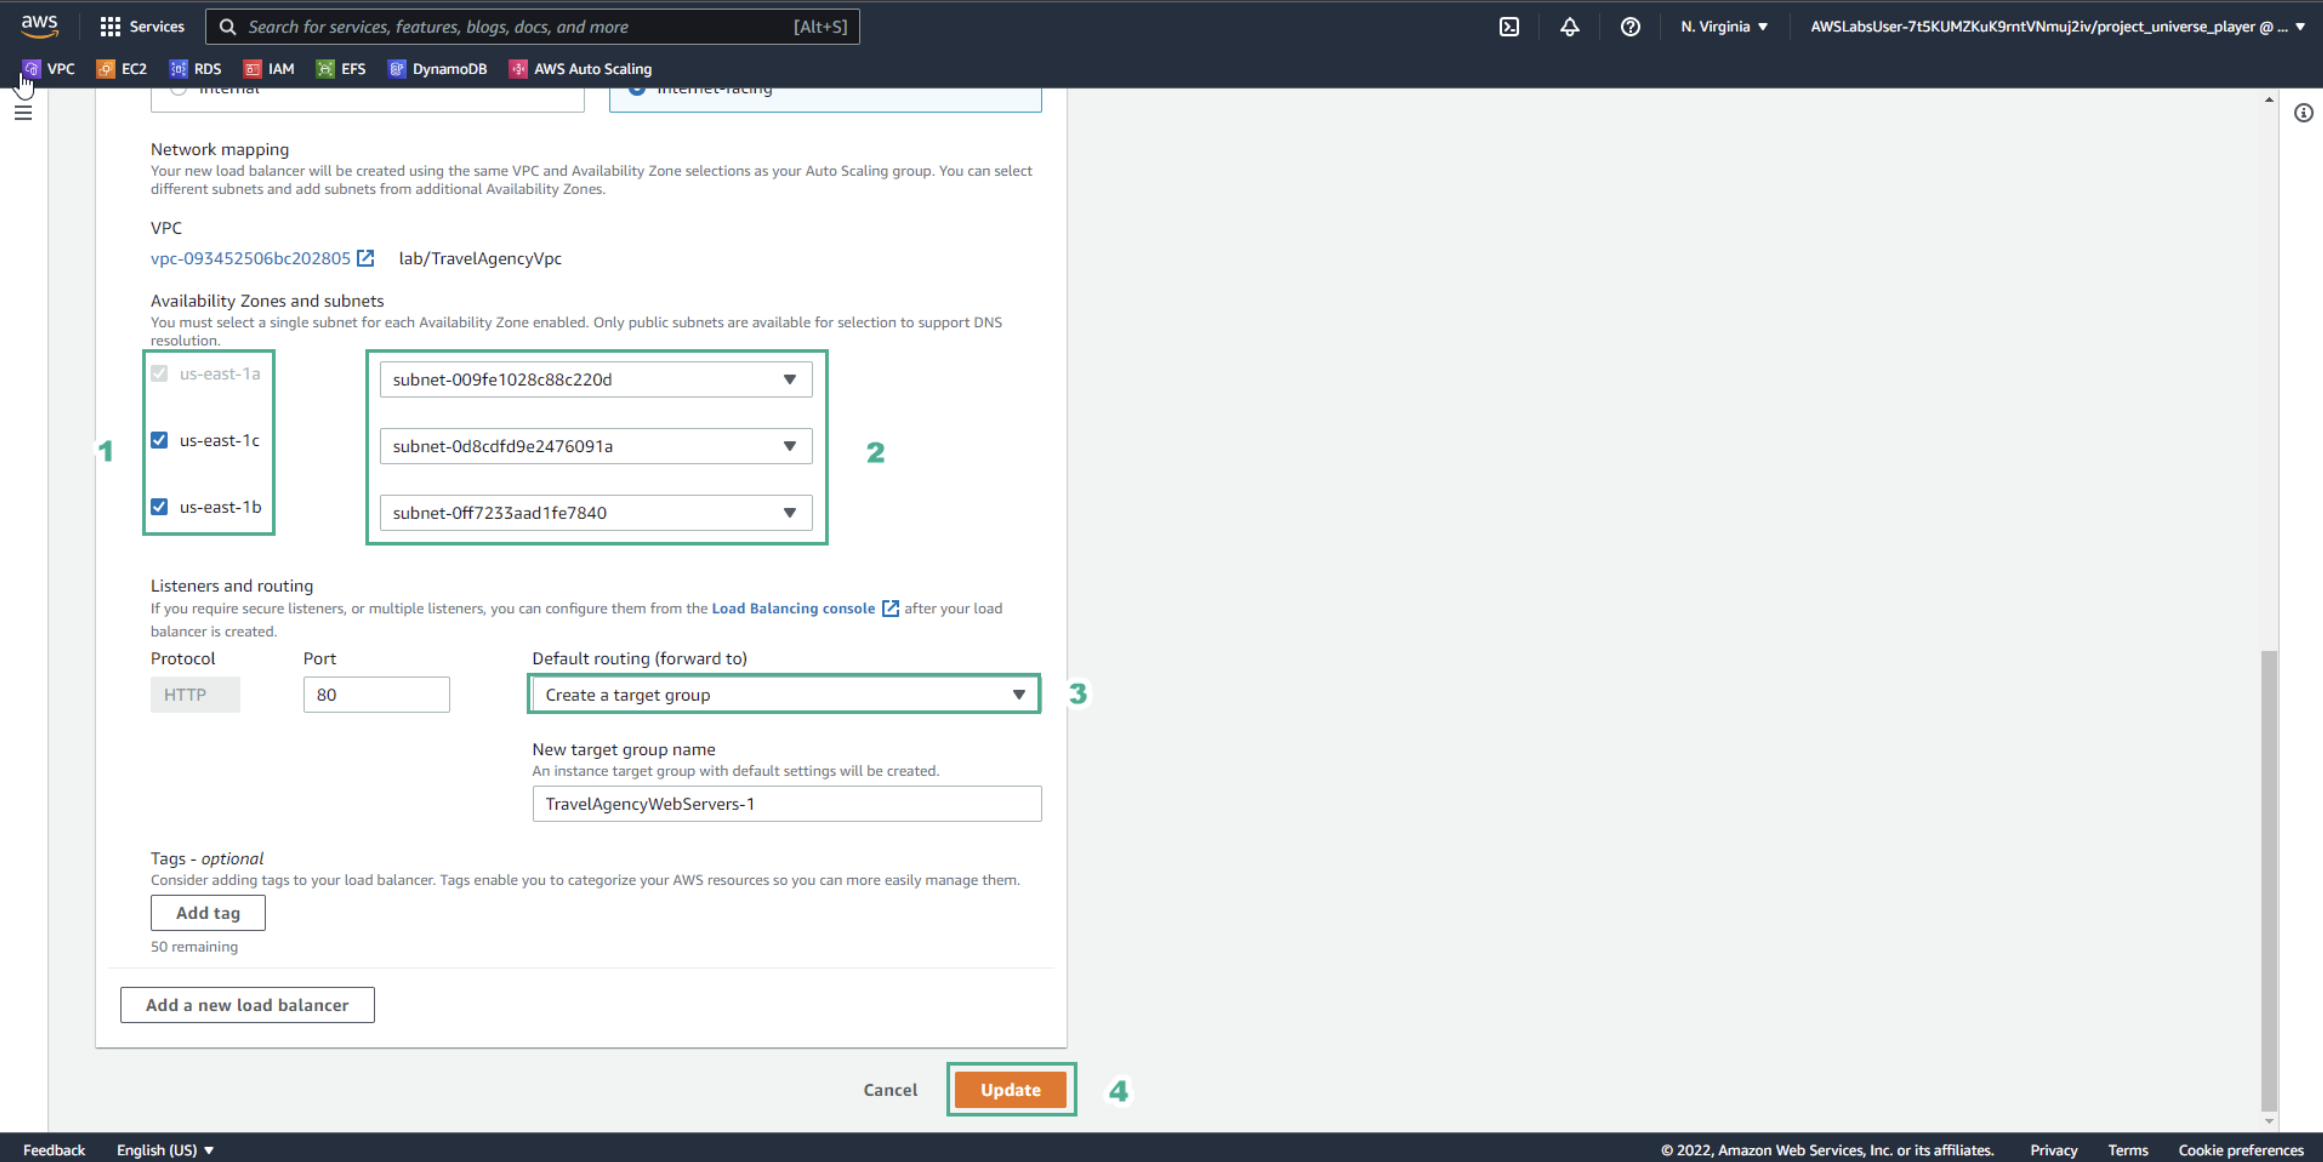 aws
Services
Search for services, features, blogs, docs, and more
[Alt+S]
N. Virginia ▼
AWSLabsUser-7t5KUMZKuK9rntVNmuj2iv/project_universe_player @ ... ▼
VPC
EC2
RDS
IAM
EFS
DynamoDB
AWS Auto Scaling
Internal
Internet-facing
Network mapping
Your new load balancer will be created using the same VPC and Availability Zone selections as your Auto Scaling group. You can select
different subnets and add subnets from additional Availability Zones.
VPC
vpc-093452506bc202805
lab/TravelAgencyVpc
Availability Zones and subnets
You must select a single subnet for each Availability Zone enabled. Only public subnets are available for selection to support DNS
resolution.
us-east-1a
subnet-009fe1028c88c220d
us-east-1c
subnet-0d8cdfd9e2476091a
1
2
us-east-1b
subnet-0ff7233aad1fe7840
Listeners and routing
If you require secure listeners, or multiple listeners, you can configure them from the Load Balancing console after your load
balancer is created.
Protocol
Port
Default routing (forward to)
HTTP
80
Create a target group
3
New target group name
An instance target group with default settings will be created.
TravelAgencyWebServers-1
Tags - optional
Consider adding tags to your load balancer. Tags enable you to categorize your AWS resources so you can more easily manage them.
Add tag
50 remaining
Add a new load balancer
Cancel
Update
4
Feedback
English (US) ▼
© 2022, Amazon Web Services, Inc. or its affiliates.
Privacy
Terms
Cookie preferences